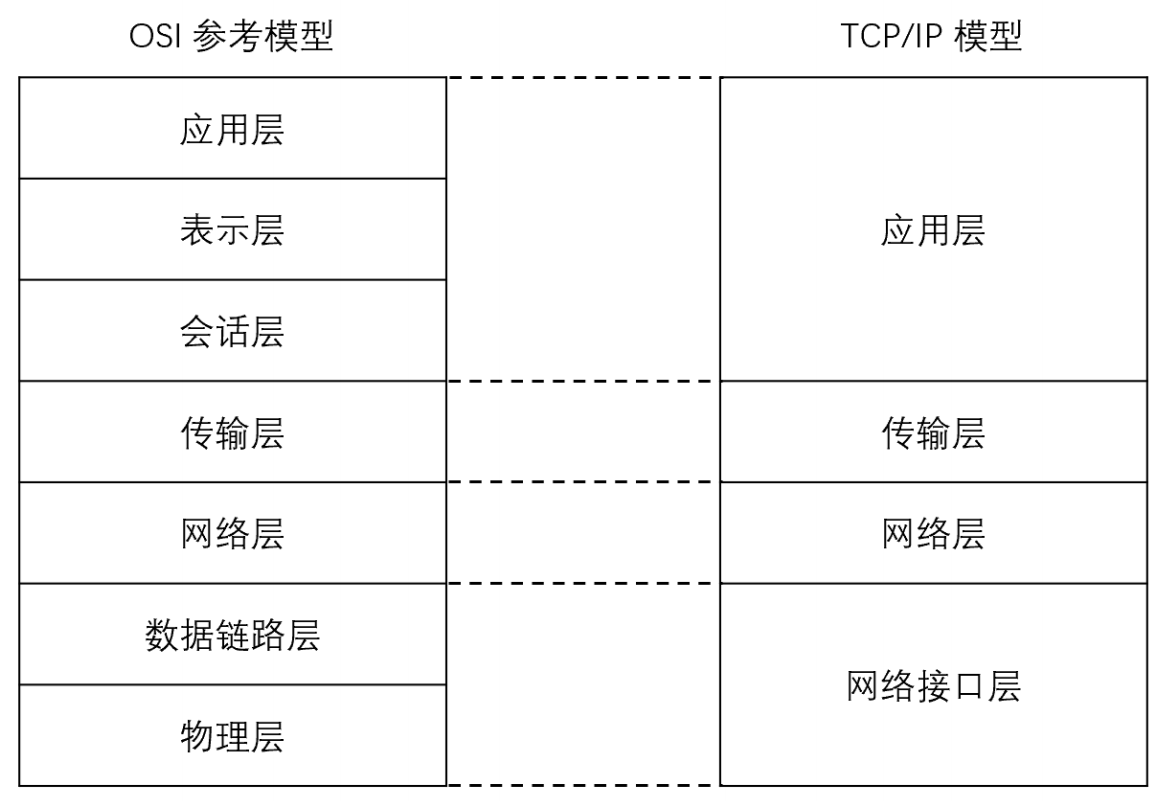 OSI 参考模型
应用层
表示层
会话层
传输层
网络层
数据链路层
物理层
TCP/IP 模型
应用层
传输层
网络层
网络接口层